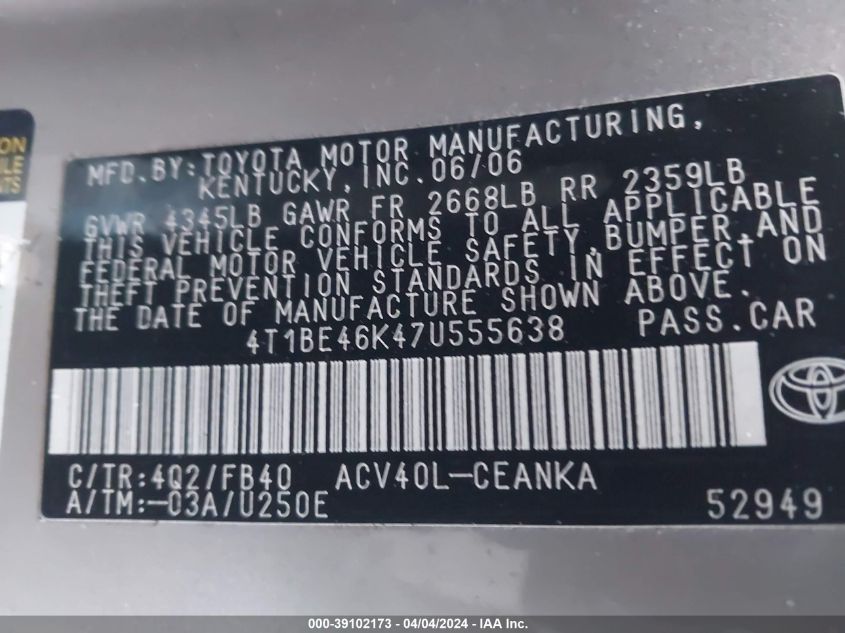 ON
LE
TS
MFD. BY: TOYOTA MOTOR MANUFACTURING,
KENTUCKY, INC. 06/06
GVWR 4345LB GAWR FR 2668LB RR 2359LB
THIS VEHICLE CONFORMS TO ALL APPLICABLE
FEDERAL MOTOR VEHICLE SAFETY, BUMPER, AND
THEFT PREVENTION STANDARDS IN EFFECT ON
THE DATE OF MANUFACTURE SHOWN ABOVE.
4T1BE46K47U555638 PASS. CAR
C/TR: 4Q2/FB40 ACV40L-CEANKA
A/TM: -03A/U250E 52949
000-39102173 - 04/04/2024 - IAA Inc.